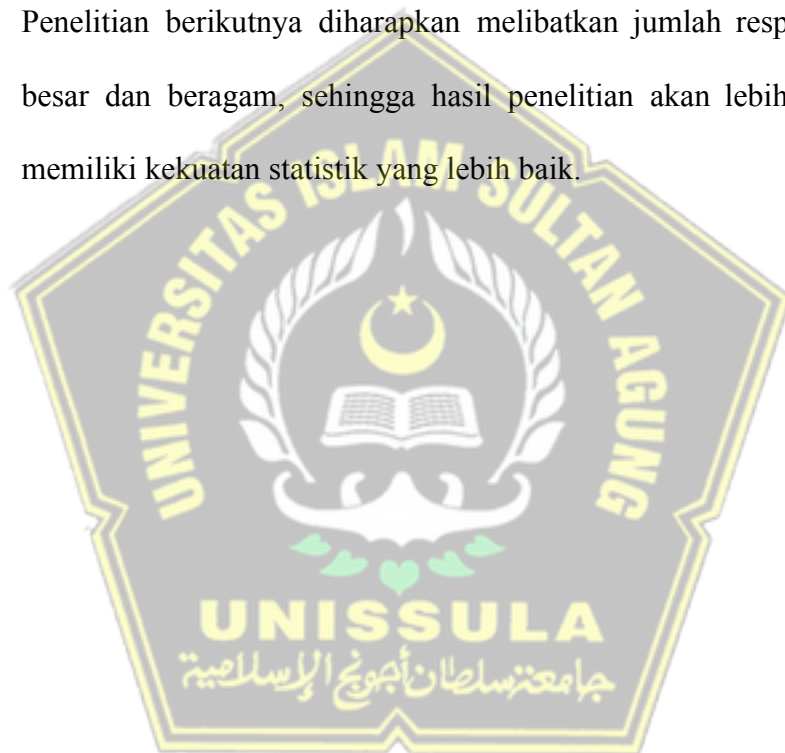 Penelitian berikutnya diharapkan melibatkan jumlah resp
besar dan beragam, sehingga hasil penelitian akan lebih
memiliki kekuatan statistik yang lebih baik.
UNIVERSITAS ISLAM SULTAN AGUNG
UNISSULA
جامعة سلطان أجونج الإسلامية